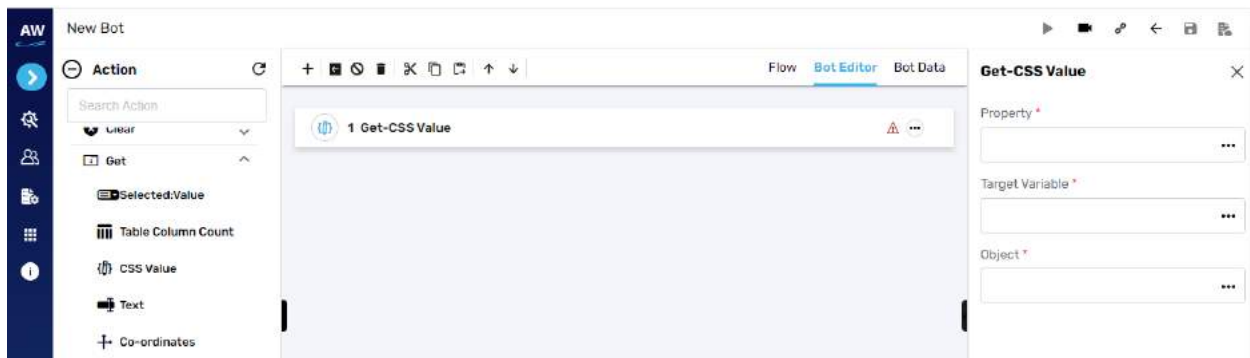 AW
New Bot
Action
Search Action
Clear
Get
Selected:Value
Table Column Count
CSS Value
Text
Co-ordinates
Flow Bot Editor Bot Data
1 Get-CSS Value
Get-CSS Value
Property *
Target Variable *
Object *